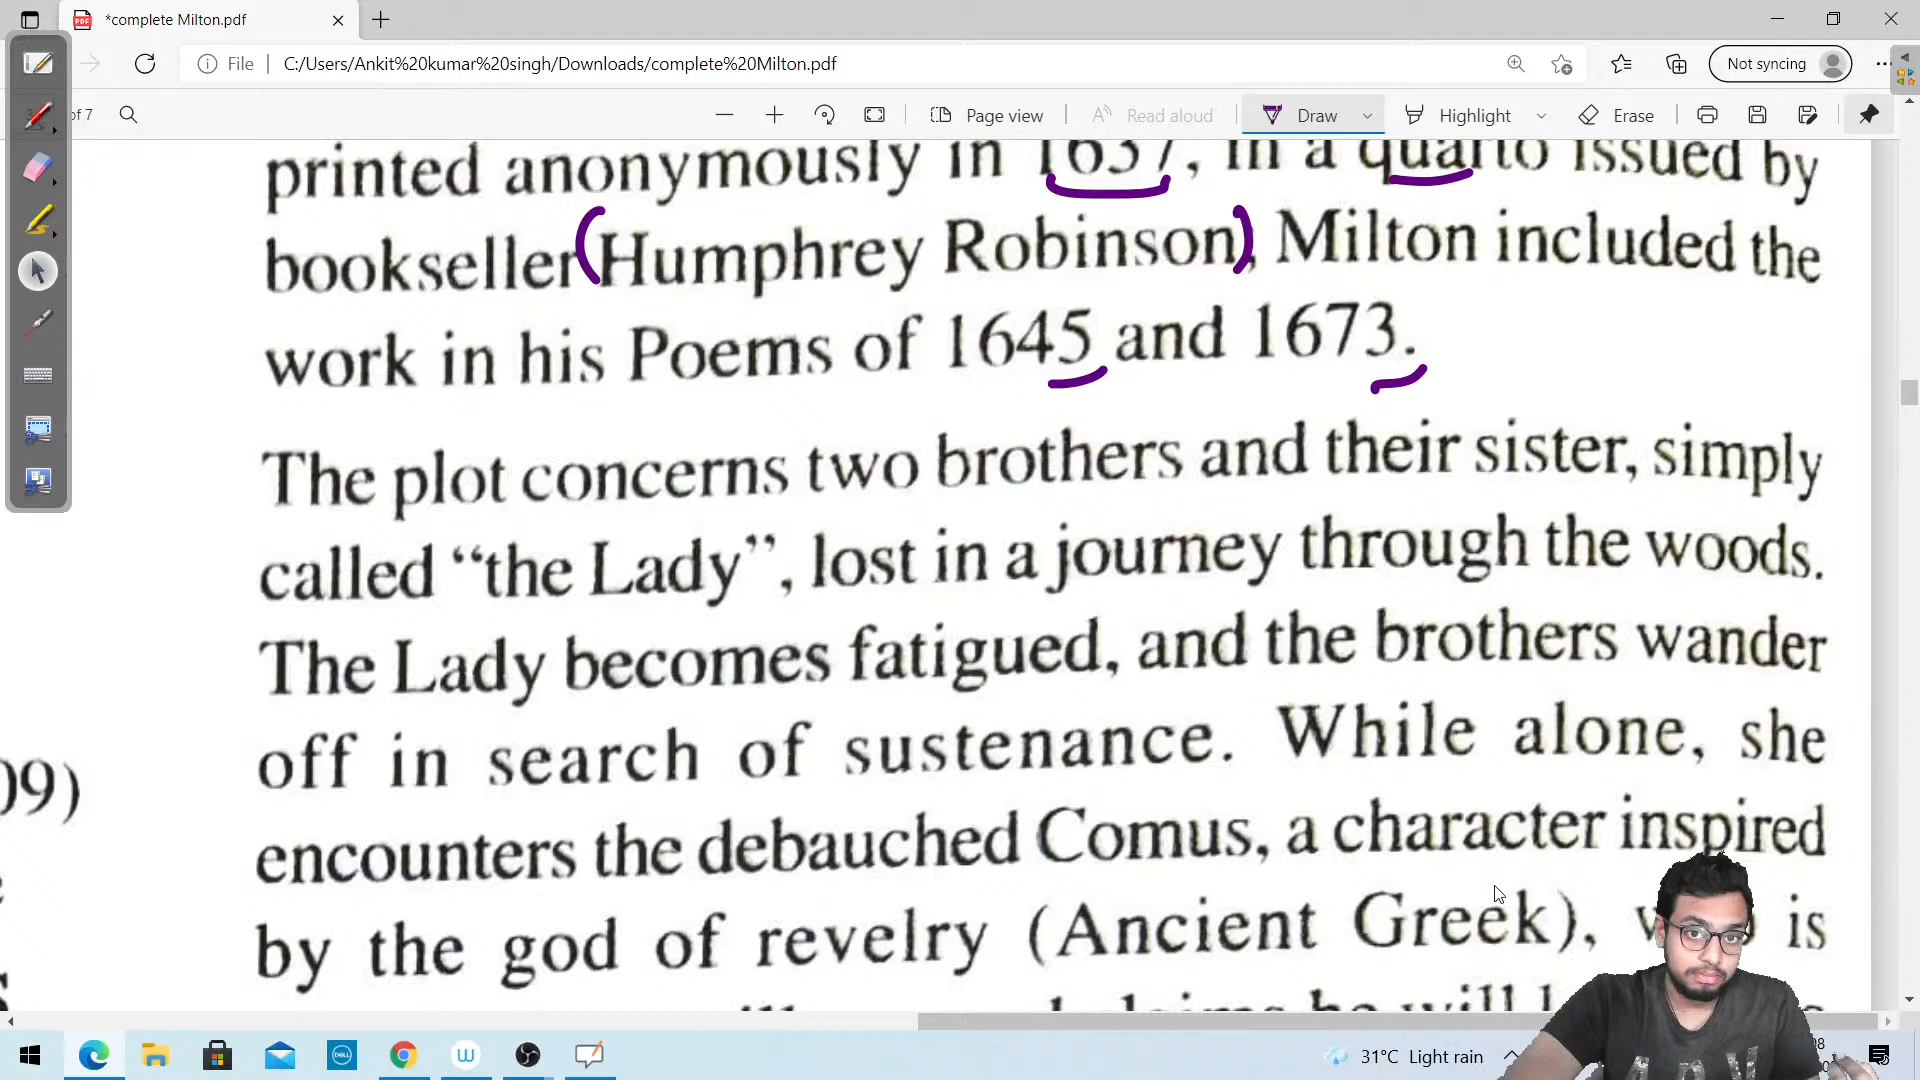 *complete Milton.pdf
File
C:/Users/Ankit%20kumar%20singh/Downloads/complete%20Milton.pdf
Not syncing
of 7
Page view
Read aloud
Draw
Highlight
Erase
printed anonymously in 1637, in a quarto issued by
bookseller Humphrey Robinson, Milton included the
work in his Poems of 1645 and 1673.
The plot concerns two brothers and their sister, simply
called “the Lady”, lost in a journey through the woods.
The Lady becomes fatigued, and the brothers wander
off in search of sustenance. While alone, she
09)
encounters the debauched Comus, a character inspired
by the god of revelry (Ancient Greek), is
31°C Light rain